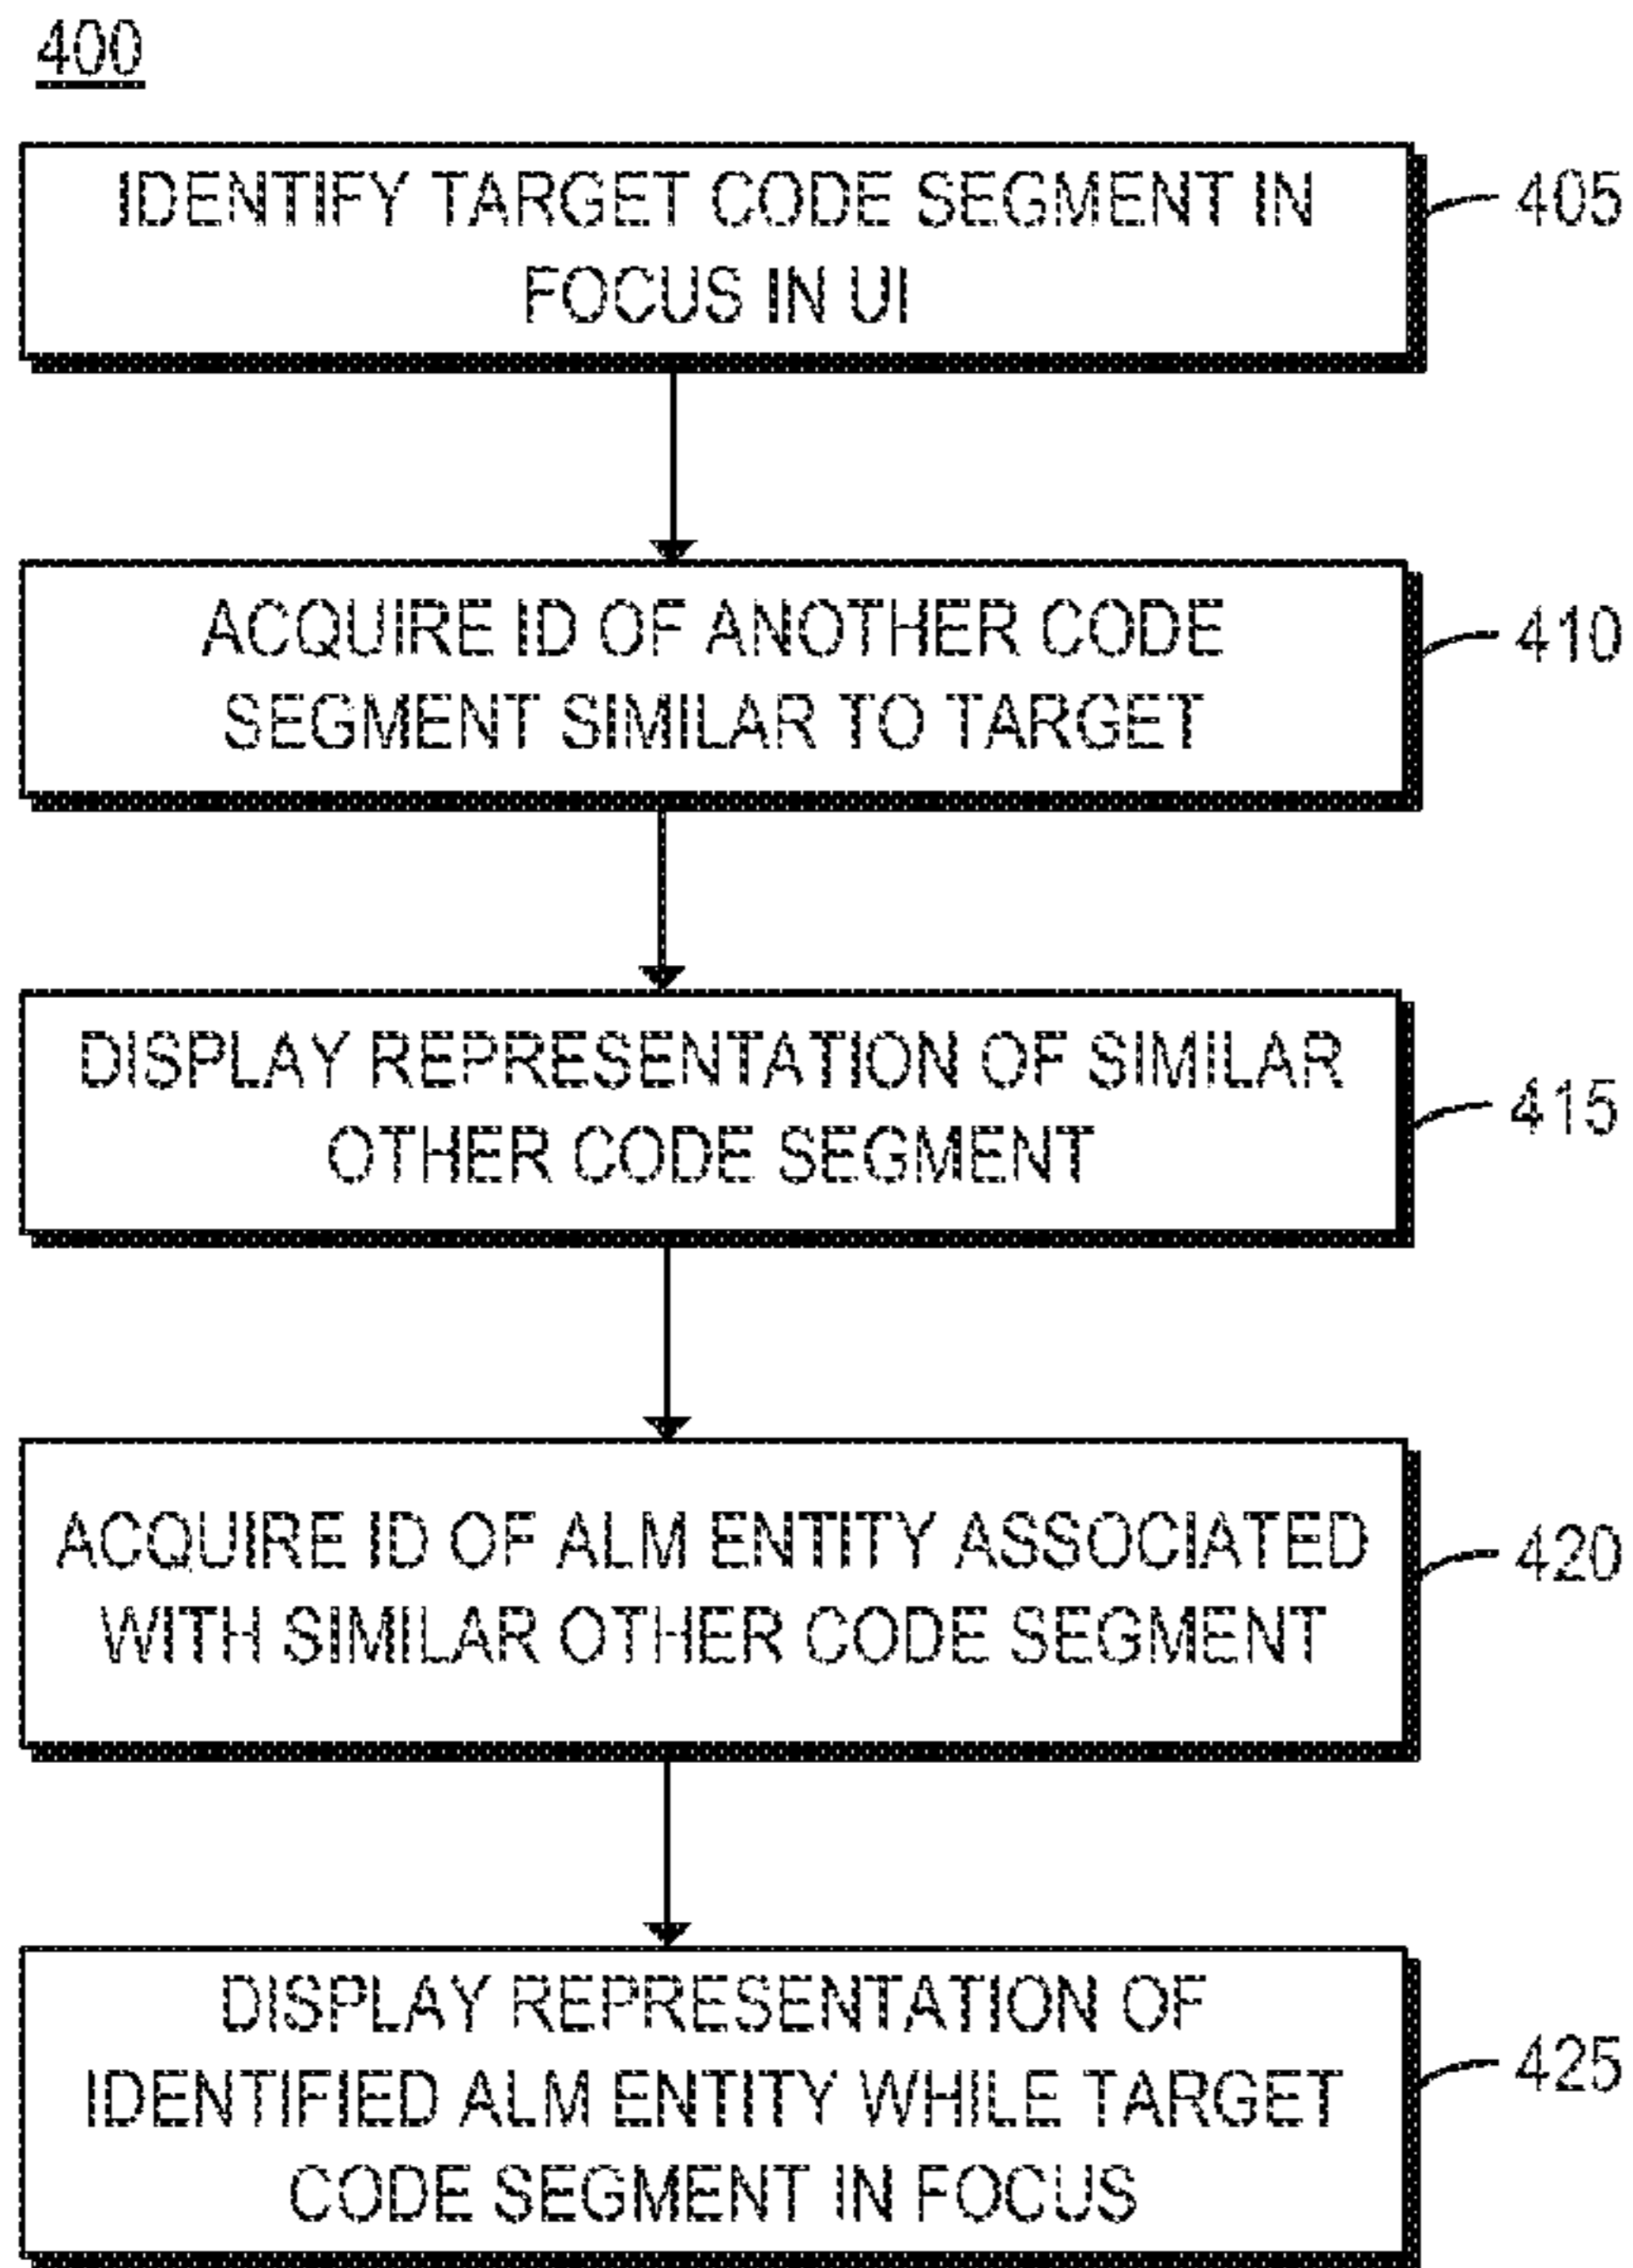 400
IDENTIFY TARGET CODE SEGMENT IN
FOCUS IN UI
405
ACQUIRE ID OF ANOTHER CODE
SEGMENT SIMILAR TO TARGET
410
DISPLAY REPRESENTATION OF SIMILAR
OTHER CODE SEGMENT
415
ACQUIRE ID OF ALM ENTITY ASSOCIATED
WITH SIMILAR OTHER CODE SEGMENT
420
DISPLAY REPRESENTATION OF
IDENTIFIED ALM ENTITY WHILE TARGET
CODE SEGMENT IN FOCUS
425